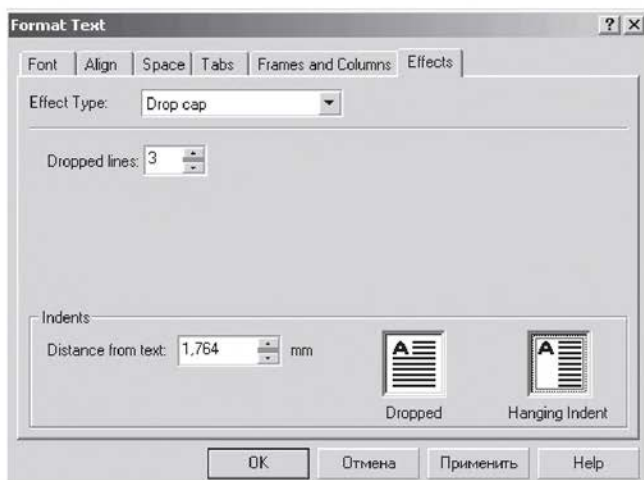 Format Text
Font Align Space Tabs Frames and Columns Effects
Effect Type: Drop cap
Dropped lines: 3
Indents
Distance from text: 1,764 mm
Dropped Hanging Indent
OK Отмена Применить Help